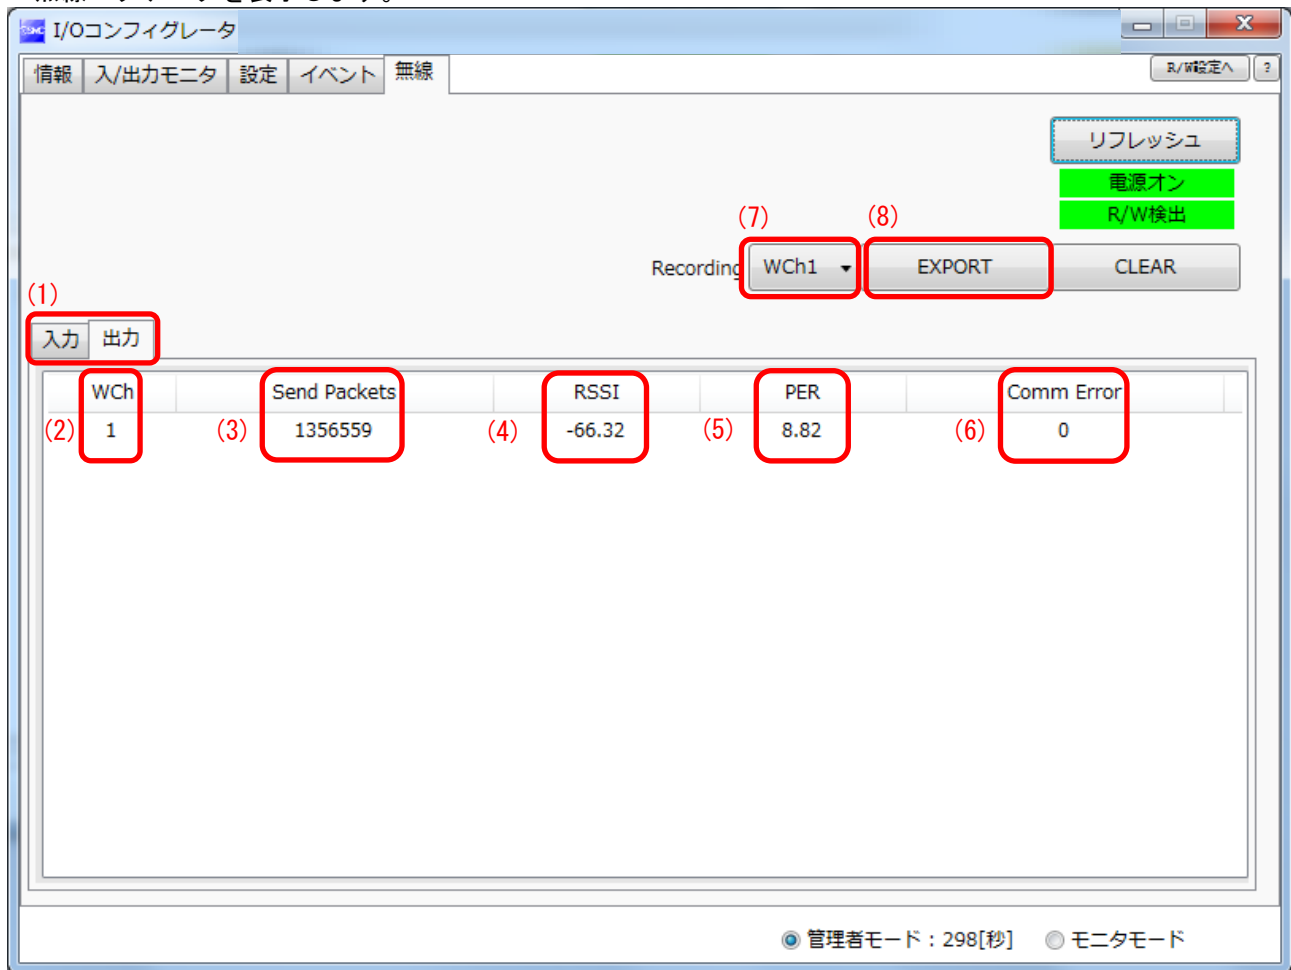 I/Oコンフィグレータ
情報 入/出力モニタ 設定 イベント 無線 R/W設定へ ?
リフレッシュ
電源オン
R/W検出
(7) (8)
Recording WCh1 EXPORT CLEAR
(1)
入力 出力
WCh Send Packets RSSI PER Comm Error
(2) 1 (3) 1356559 (4) -66.32 (5) 8.82 (6) 0
管理者モード：298[秒] モニタモード